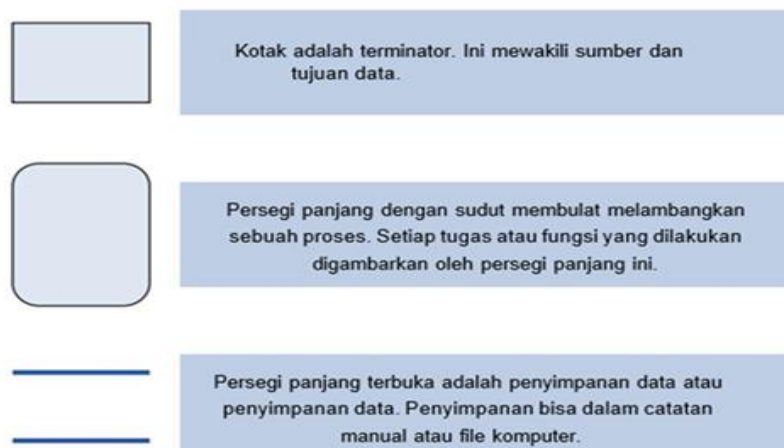 Kotak adalah terminator. Ini mewakili sumber dan
tujuan data.
Persegi panjang dengan sudut membulat melambangkan
sebuah proses. Setiap tugas atau fungsi yang dilakukan
digambarkan oleh persegi panjang ini.
Persegi panjang terbuka adalah penyimpanan data atau
penyimpanan data. Penyimpanan bisa dalam catatan
manual atau file komputer.